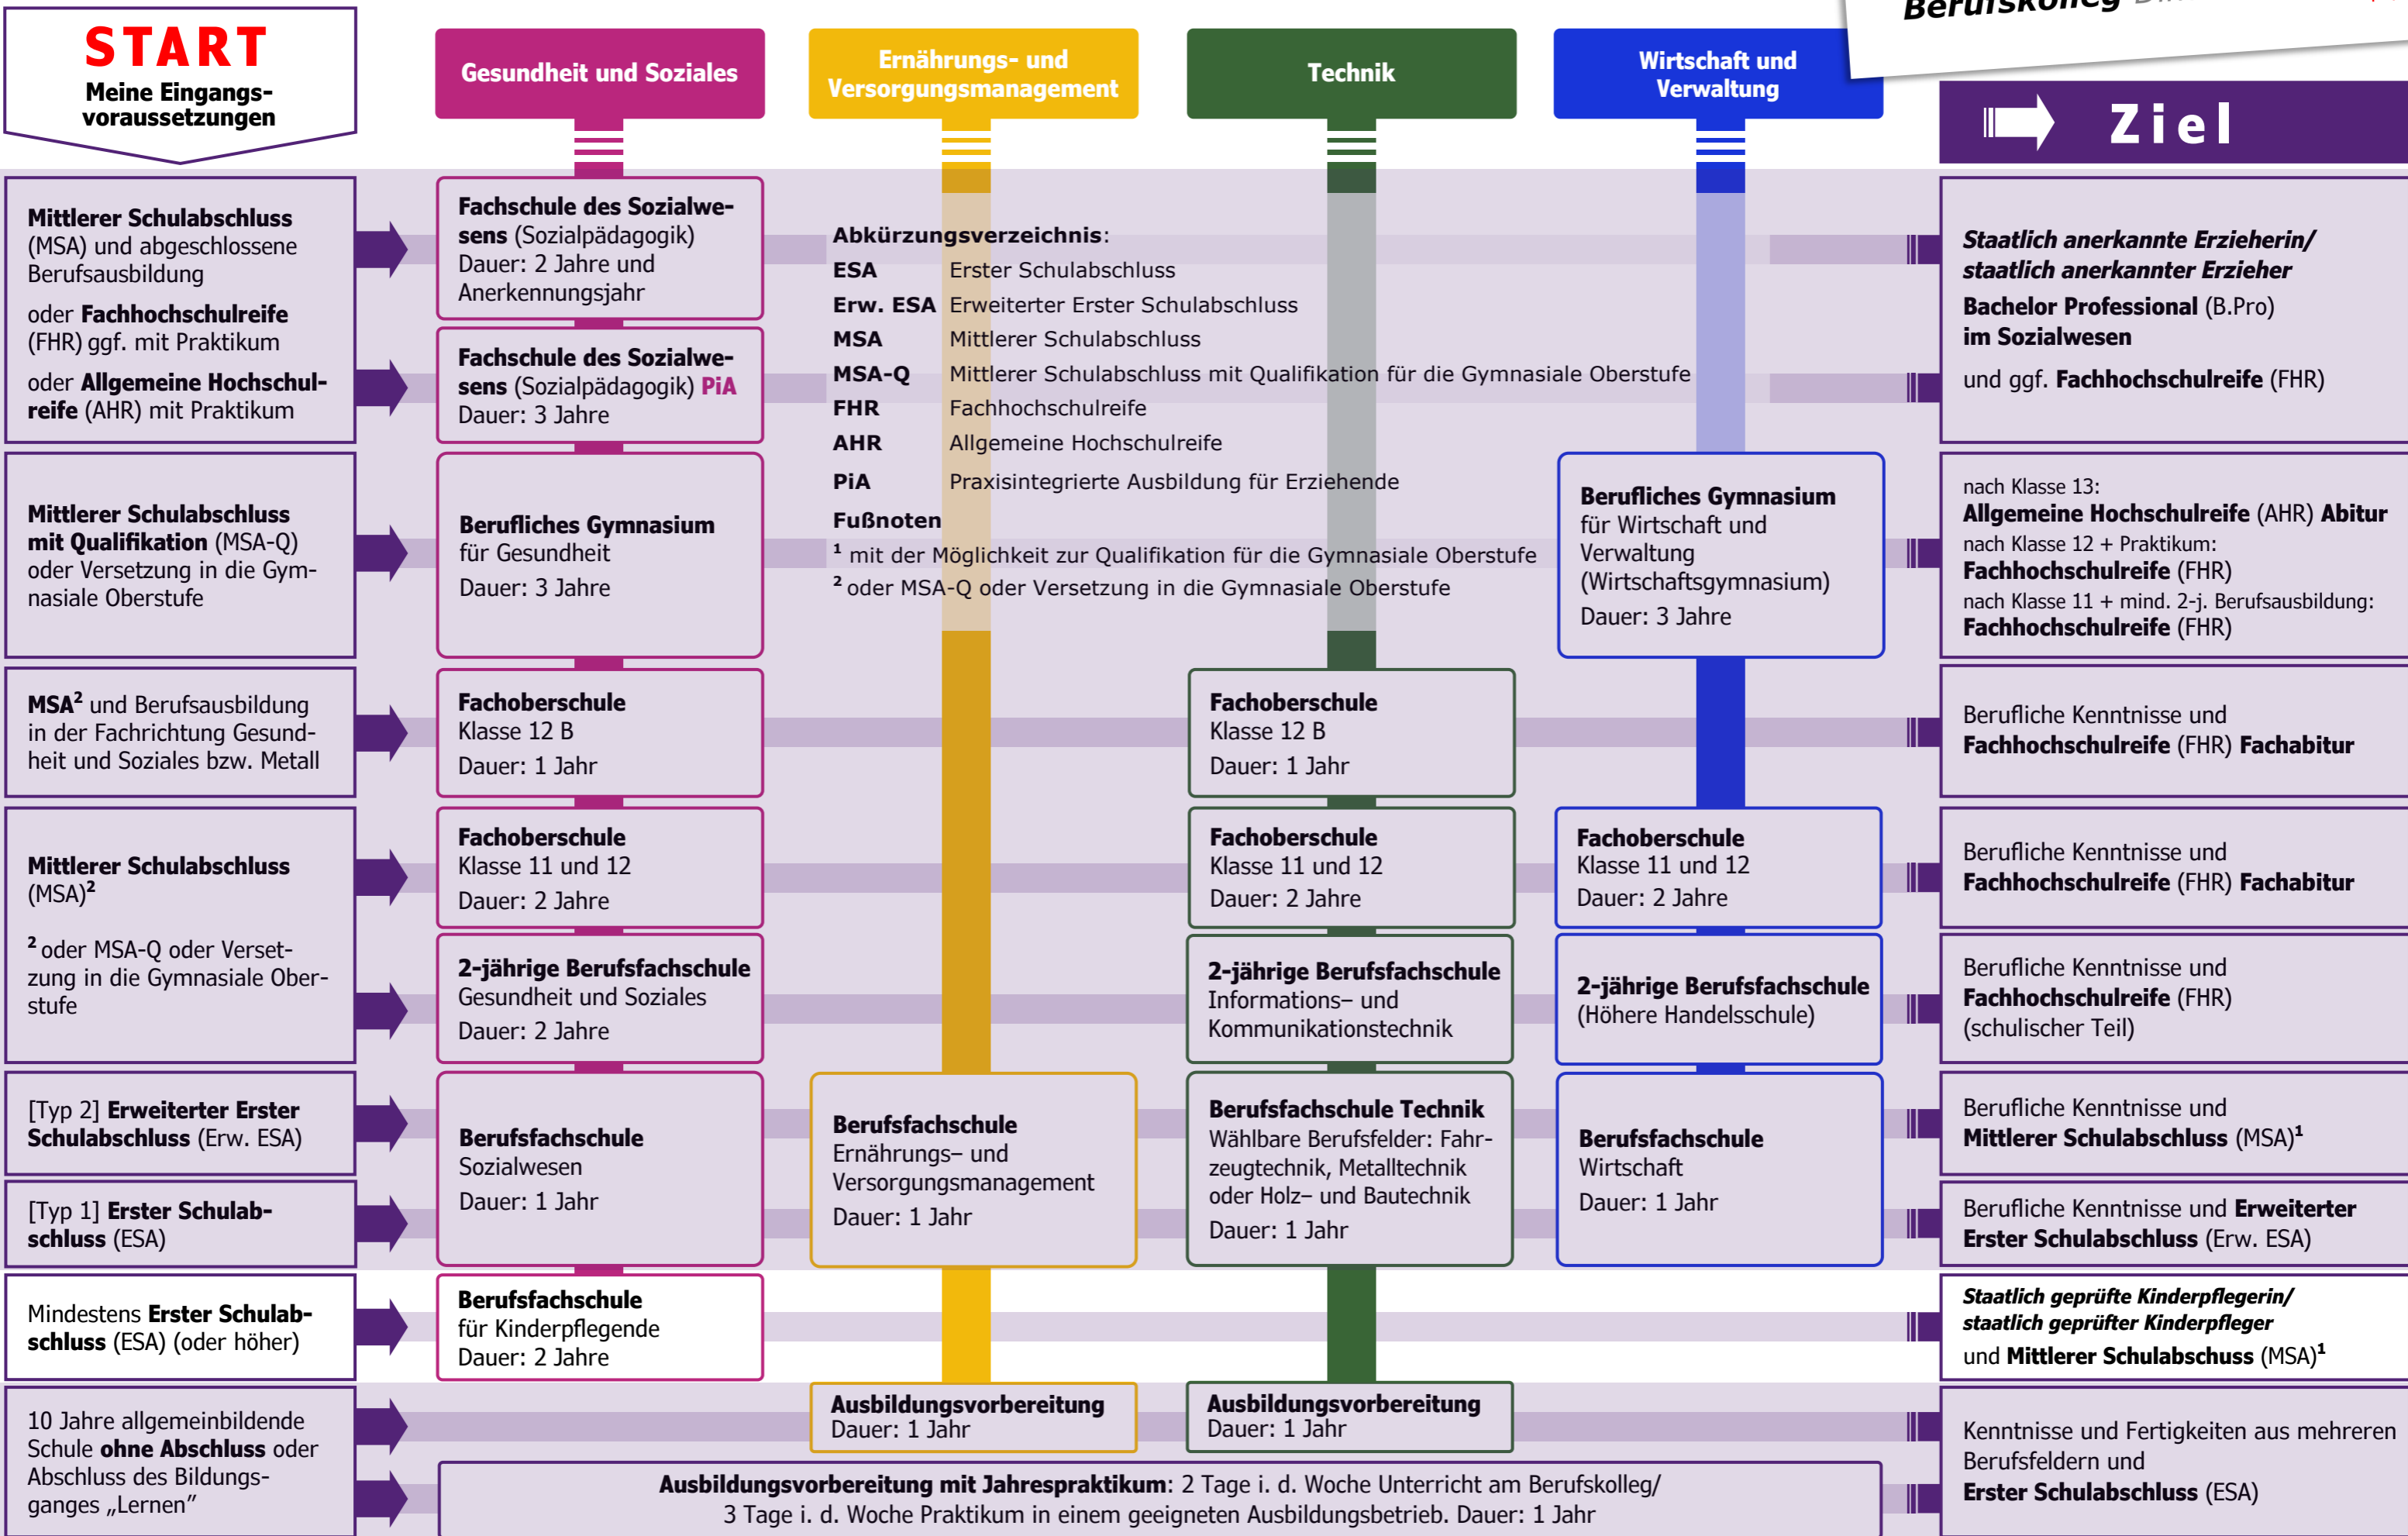 START
Meine Eingangs-
voraussetzungen
Gesundheit und Soziales
Ernährungs- und
Versorgungsmanagement
Technik
Wirtschaft und
Verwaltung
Berufskolleg
Ziel
Mittlerer Schulabschluss
(MSA) und abgeschlossene
Berufsausbildung
oder Fachhochschulreife
(FHR) ggf. mit Praktikum
oder Allgemeine Hochschul-
reife (AHR) mit Praktikum
Fachschule des Sozialwe-
sens (Sozialpädagogik)
Dauer: 2 Jahre und
Anerkennungsjahr
Fachschule des Sozialwe-
sens (Sozialpädagogik) PiA
Dauer: 3 Jahre
Abkürzungsverzeichnis:
ESA Erster Schulabschluss
Erw. ESA Erweiterter Erster Schulabschluss
MSA Mittlerer Schulabschluss
MSA-Q Mittlerer Schulabschluss mit Qualifikation für die Gymnasiale Oberstufe
FHR Fachhochschulreife
AHR Allgemeine Hochschulreife
PiA Praxisintegrierte Ausbildung für Erziehende
Fußnoten
¹ mit der Möglichkeit zur Qualifikation für die Gymnasiale Oberstufe
² oder MSA-Q oder Versetzung in die Gymnasiale Oberstufe
Staatlich anerkannte Erzieherin/
staatlich anerkannter Erzieher
Bachelor Professional (B.Pro)
im Sozialwesen
und ggf. Fachhochschulreife (FHR)
Mittlerer Schulabschluss
mit Qualifikation (MSA-Q)
oder Versetzung in die Gym-
nasiale Oberstufe
Berufliches Gymnasium
für Gesundheit
Dauer: 3 Jahre
Berufliches Gymnasium
für Wirtschaft und
Verwaltung
(Wirtschaftsgymnasium)
Dauer: 3 Jahre
nach Klasse 13:
Allgemeine Hochschulreife (AHR) Abitur
nach Klasse 12 + Praktikum:
Fachhochschulreife (FHR)
nach Klasse 11 + mind. 2-j. Berufsausbildung:
Fachhochschulreife (FHR)
MSA² und Berufsausbildung
in der Fachrichtung Gesund-
heit und Soziales bzw. Metall
Fachoberschule
Klasse 12 B
Dauer: 1 Jahr
Fachoberschule
Klasse 12 B
Dauer: 1 Jahr
Berufliche Kenntnisse und
Fachhochschulreife (FHR) Fachabitur
Mittlerer Schulabschluss
(MSA)²
² oder MSA-Q oder Verset-
zung in die Gymnasiale Ober-
stufe
Fachoberschule
Klasse 11 und 12
Dauer: 2 Jahre
Fachoberschule
Klasse 11 und 12
Dauer: 2 Jahre
Fachoberschule
Klasse 11 und 12
Dauer: 2 Jahre
Berufliche Kenntnisse und
Fachhochschulreife (FHR) Fachabitur
2-jährige Berufsfachschule
Gesundheit und Soziales
Dauer: 2 Jahre
2-jährige Berufsfachschule
Informations– und
Kommunikationstechnik
2-jährige Berufsfachschule
(Höhere Handelsschule)
Berufliche Kenntnisse und
Fachhochschulreife (FHR)
(schulischer Teil)
[Typ 2] Erweiterter Erster
Schulabschluss (Erw. ESA)
[Typ 1] Erster Schulab-
schluss (ESA)
Berufsfachschule
Sozialwesen
Dauer: 1 Jahr
Berufsfachschule
Ernährungs– und
Versorgungsmanagement
Dauer: 1 Jahr
Berufsfachschule Technik
Wählbare Berufsfelder: Fahr-
zeugtechnik, Metalltechnik
oder Holz– und Bautechnik
Dauer: 1 Jahr
Berufsfachschule
Wirtschaft
Dauer: 1 Jahr
Berufliche Kenntnisse und
Mittlerer Schulabschluss (MSA)¹
Berufliche Kenntnisse und Erweiterter
Erster Schulabschluss (Erw. ESA)
Mindestens Erster Schulab-
schluss (ESA) (oder höher)
Berufsfachschule
für Kinderpflegende
Dauer: 2 Jahre
Staatlich geprüfte Kinderpflegerin/
staatlich geprüfter Kinderpfleger
und Mittlerer Schulabschuss (MSA)¹
10 Jahre allgemeinbildende
Schule ohne Abschluss oder
Abschluss des Bildungs-
ganges „Lernen”
Ausbildungsvorbereitung
Dauer: 1 Jahr
Ausbildungsvorbereitung
Dauer: 1 Jahr
Ausbildungsvorbereitung mit Jahrespraktikum: 2 Tage i. d. Woche Unterricht am Berufskolleg/
3 Tage i. d. Woche Praktikum in einem geeigneten Ausbildungsbetrieb. Dauer: 1 Jahr
Kenntnisse und Fertigkeiten aus mehreren
Berufsfeldern und
Erster Schulabschluss (ESA)